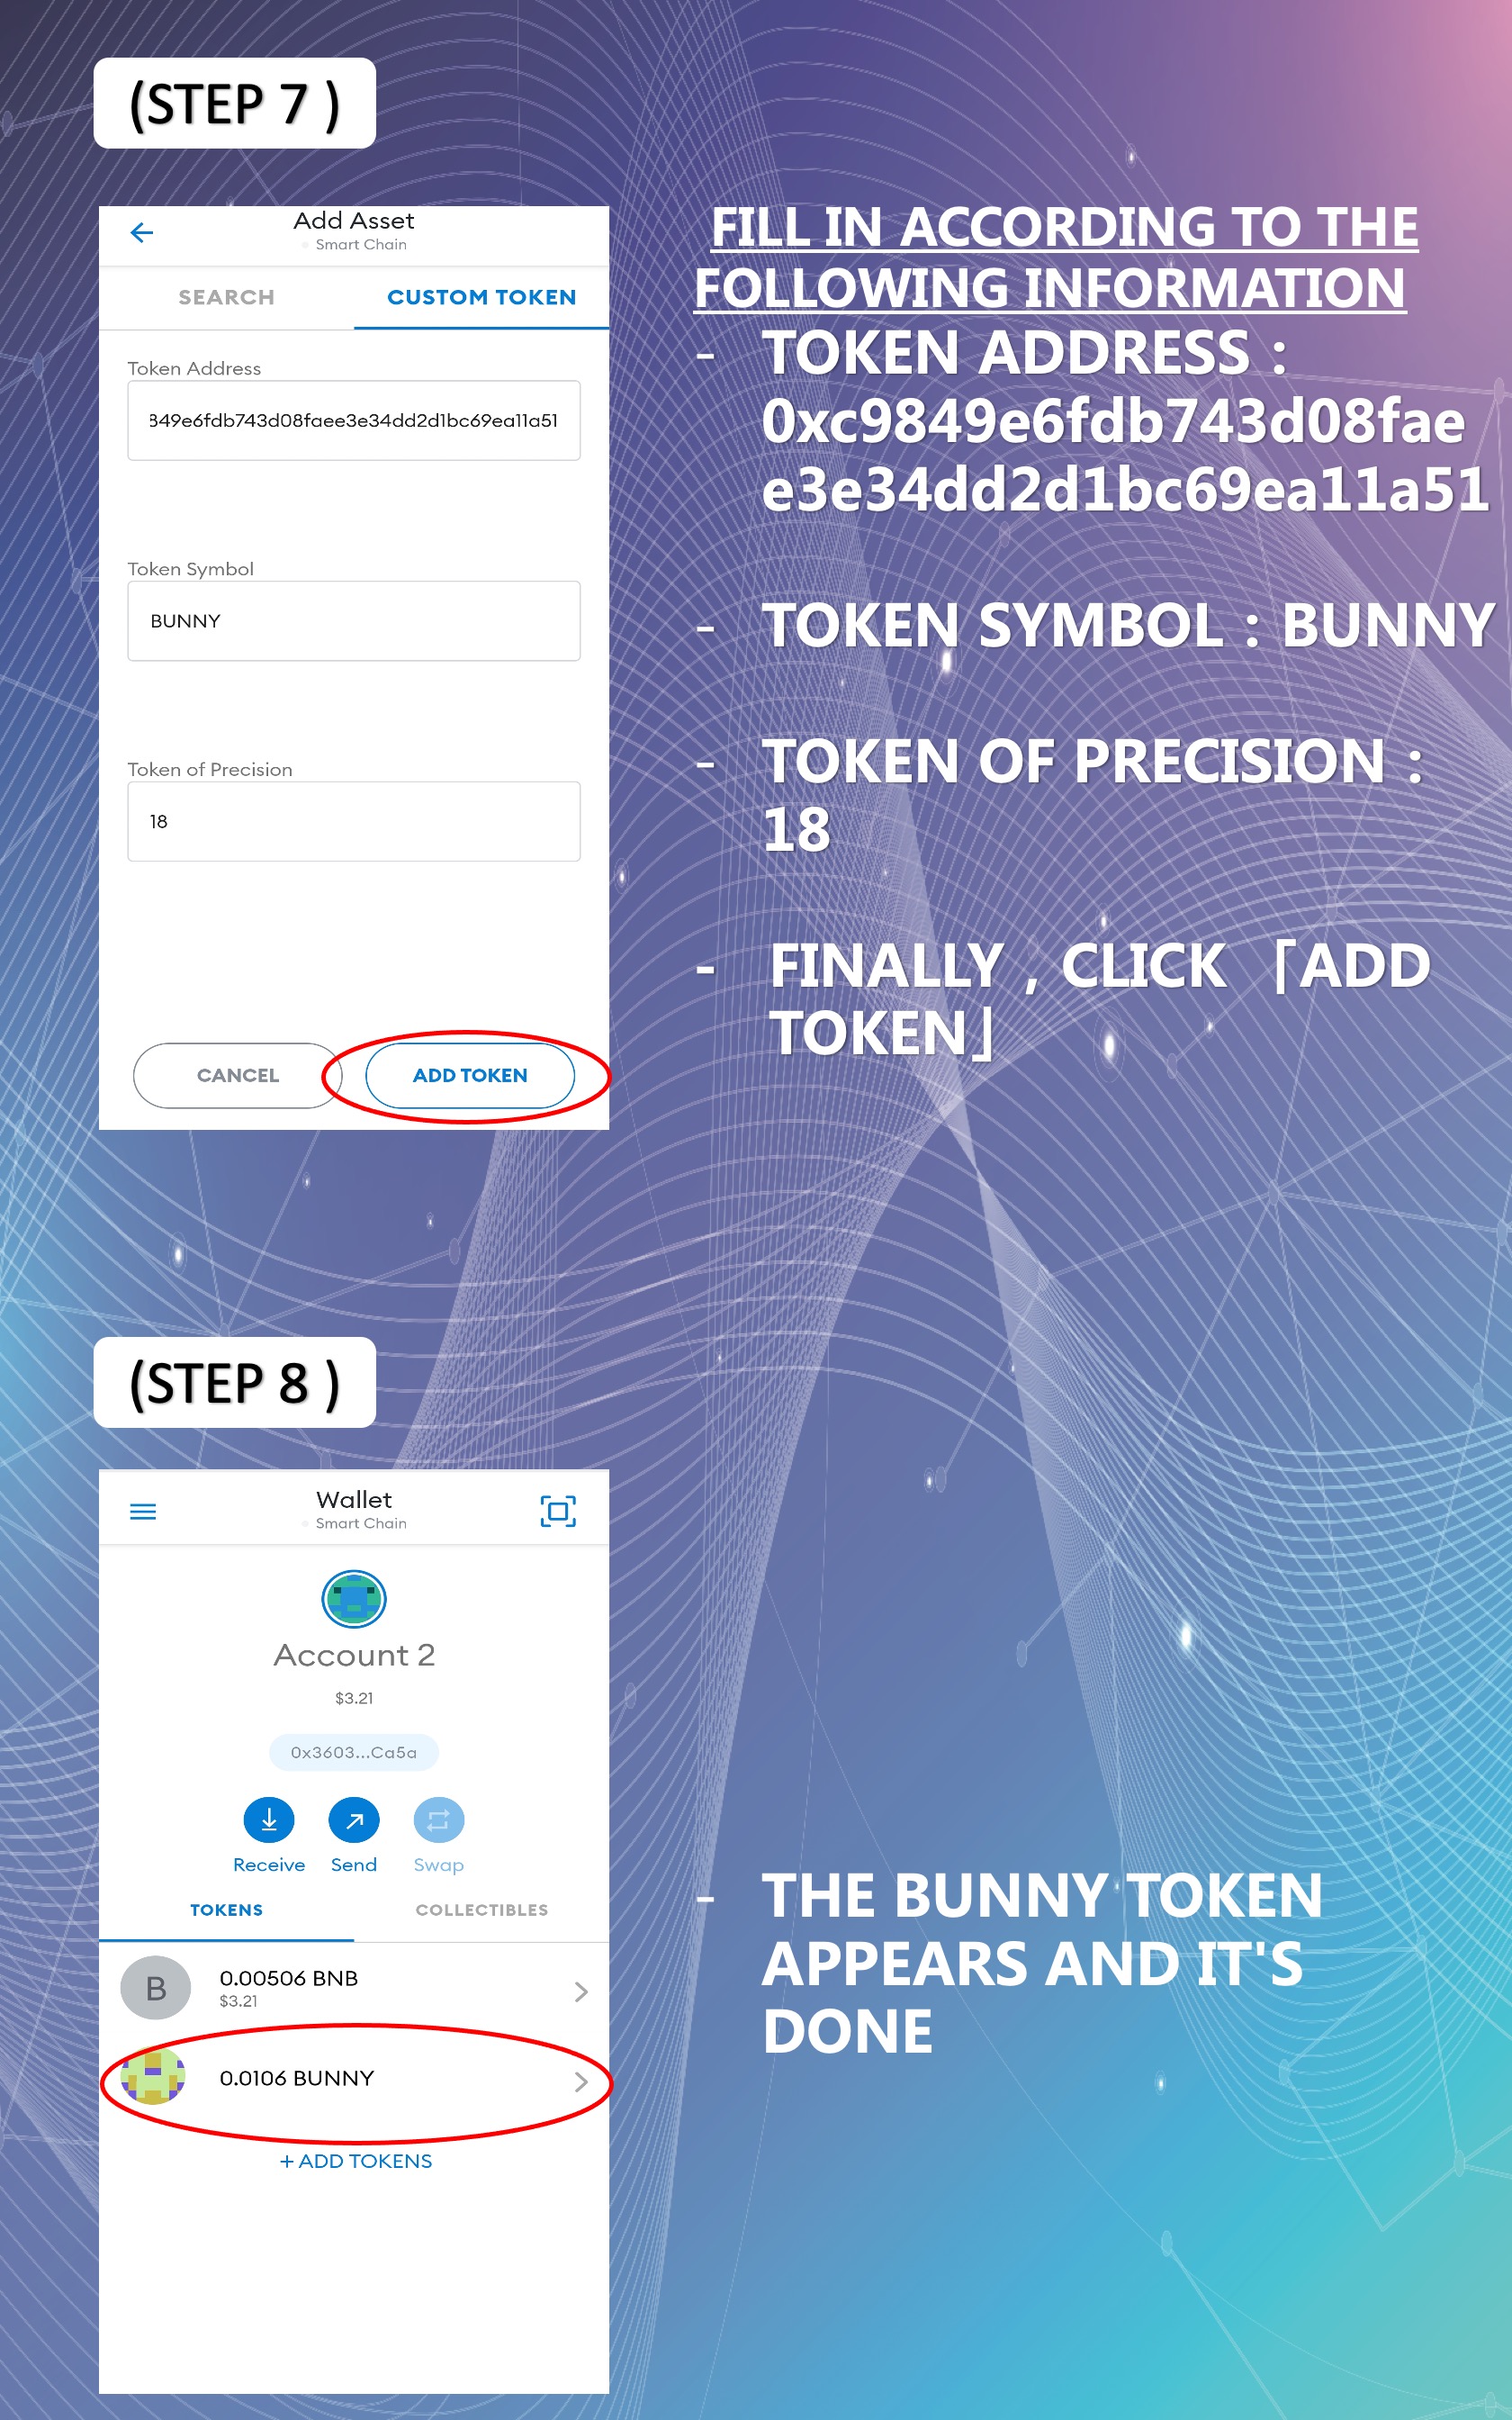 (STEP 7 )
Add Asset
Smart Chain
SEARCH
CUSTOM TOKEN
Token Address
849e6fdb743d08faee3e34dd2d1bc69ea11a51
Token Symbol
BUNNY
Token of Precision
18
CANCEL
ADD TOKEN
FILL IN ACCORDING TO THE
FOLLOWING INFORMATION
- TOKEN ADDRESS：
0xc9849e6fdb743d08fae
e3e34dd2d1bc69ea11a51
- TOKEN SYMBOL：BUNNY
- TOKEN OF PRECISION：
18
- FINALLY，CLICK 「ADD
TOKEN」
(STEP 8 )
Wallet
Smart Chain
Account 2
$3.21
0x3603...Ca5a
Receive
Send
Swap
TOKENS
COLLECTIBLES
B
0.00506 BNB
$3.21
0.0106 BUNNY
+ ADD TOKENS
- THE BUNNY TOKEN
APPEARS AND IT'S
DONE